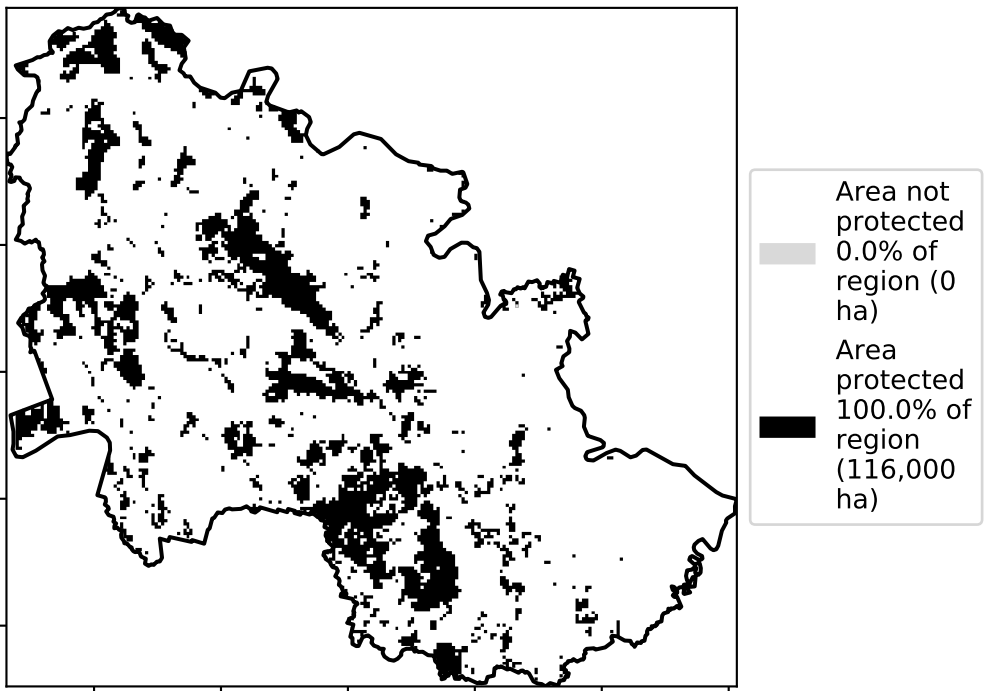 Area not
protected
0.0% of
region (0
ha)
Area
protected
100.0% of
region
(116,000
ha)